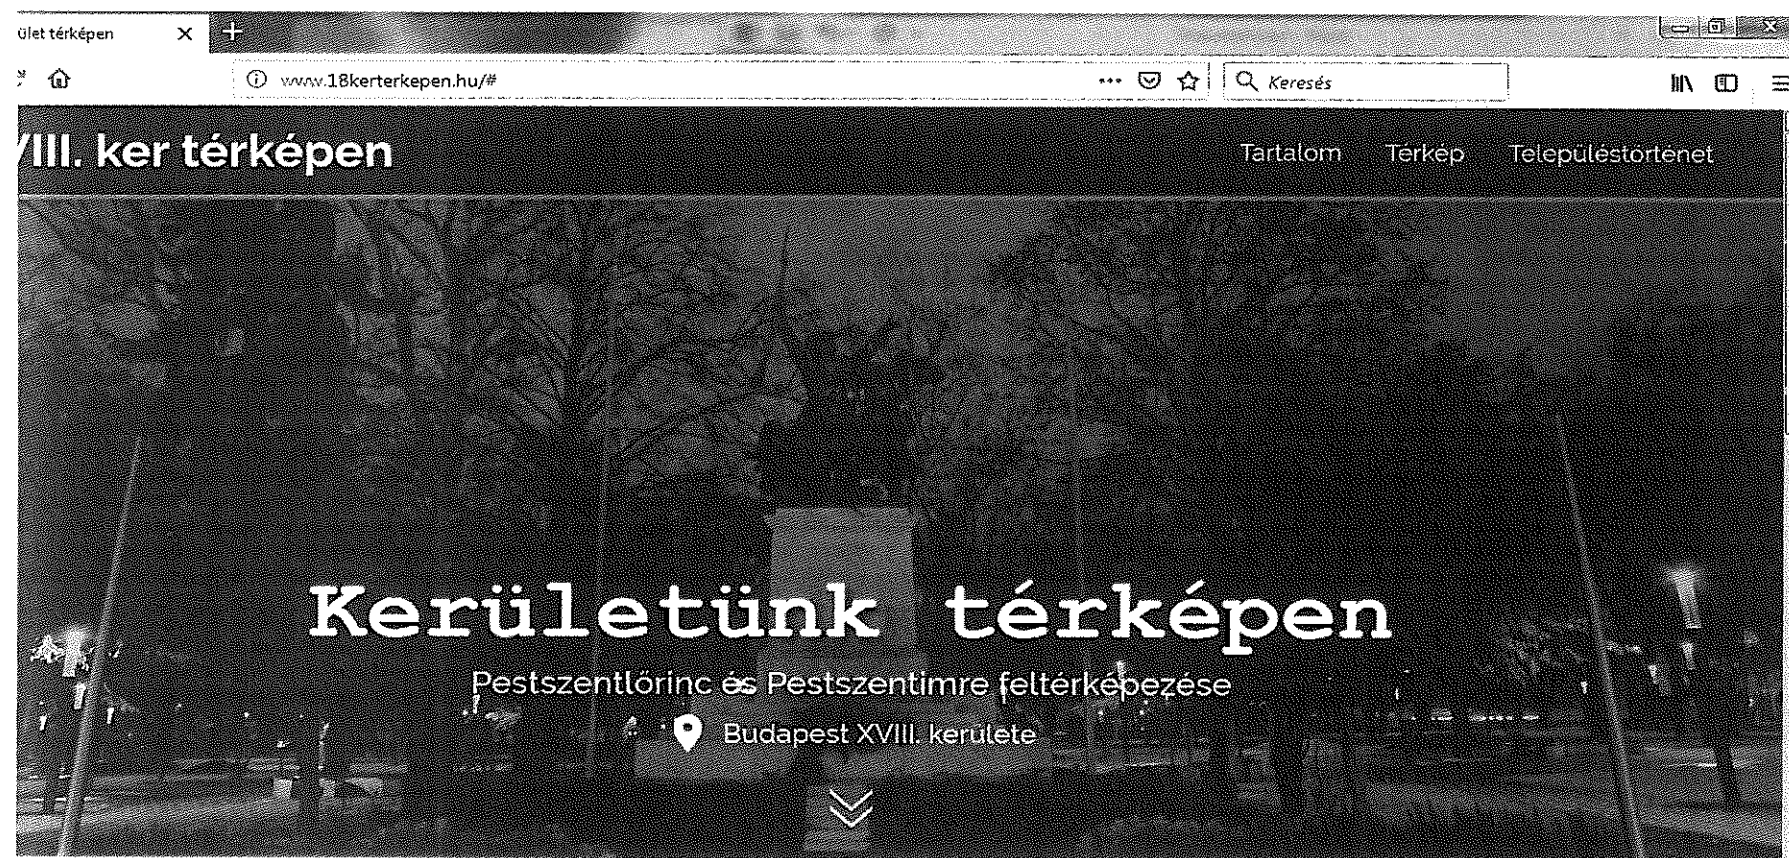 ület térképen
www.18kerterkepen.hu/#
Keresés
VIII. ker térképen
Tartalom Térkép Településtörténet
Kerületünk térképen
Pestszentlőrinc és Pestszentimre feltérképezése
Budapest XVIII. kerülete